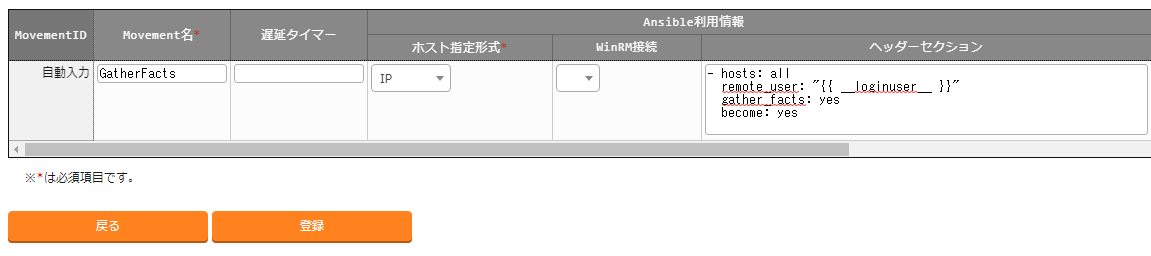 MovementID
Movement名*
遅延タイマー
Ansible利用情報
ホスト指定形式*
WinRM接続
ヘッダーセクション
自動入力
GatherFacts
IP
- hosts: all
  remote_user: "{{ __loginuser__ }}"
  gather_facts: yes
  become: yes
※*は必須項目です。
戻る
登録